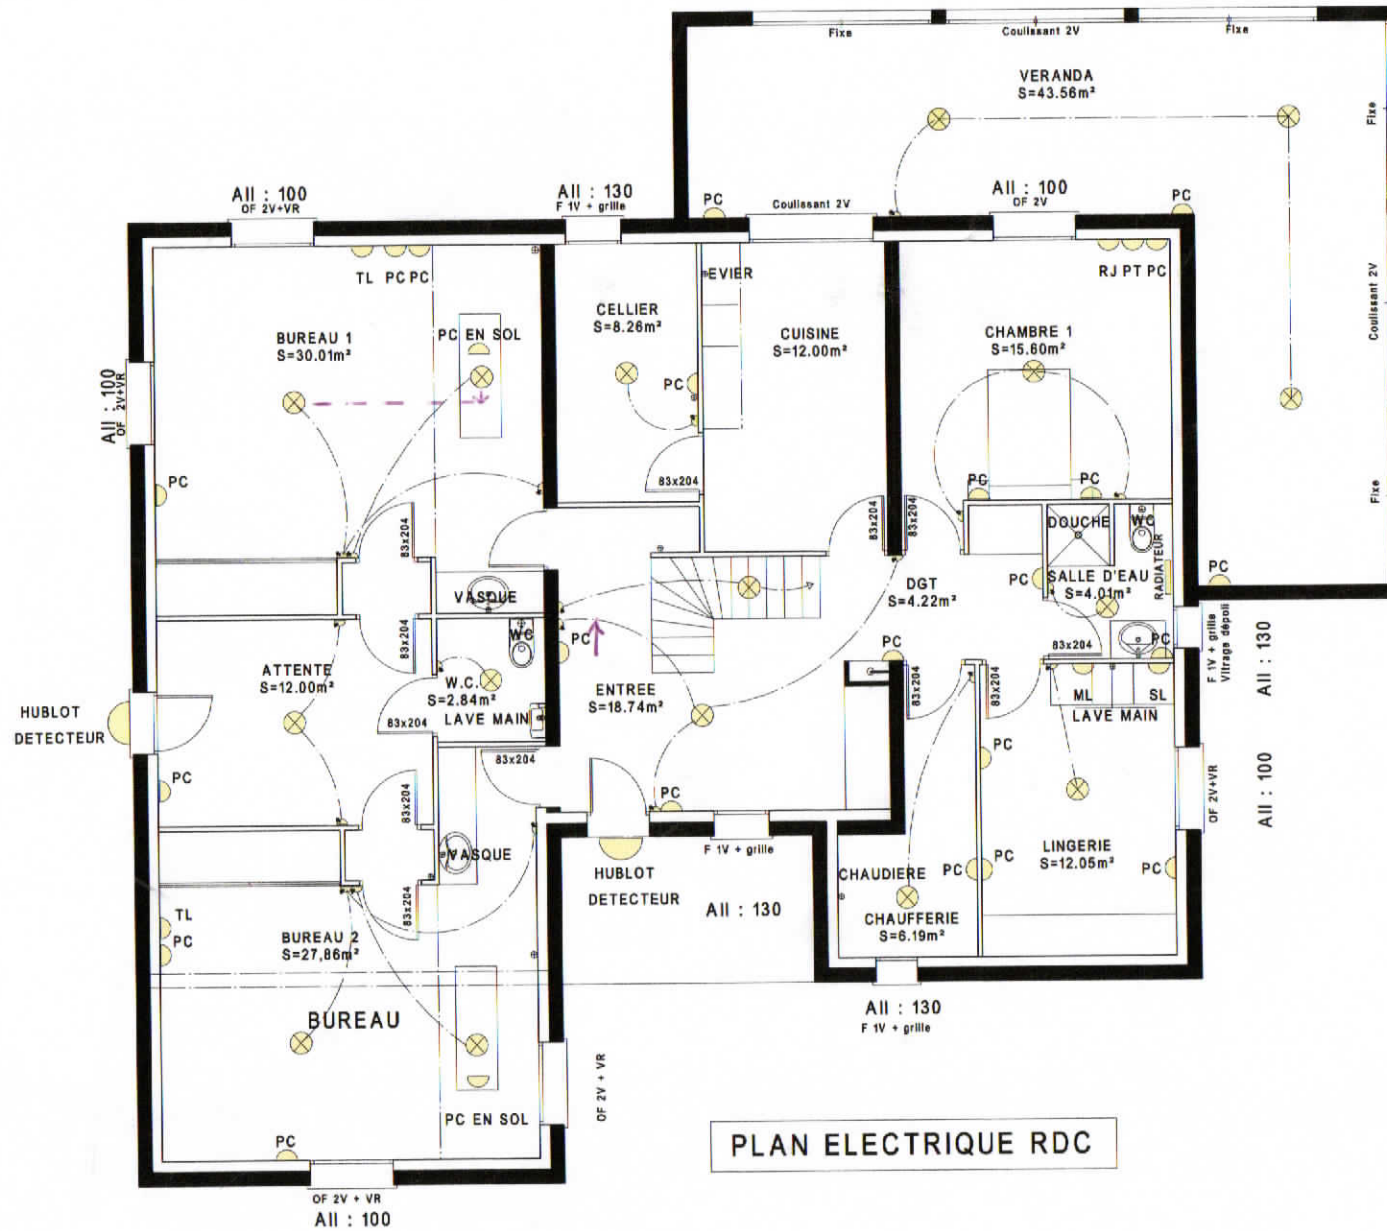 Fixe
Coulissant 2V
Fixe
VERANDA
S=43.56m²
Fixe
Coulissant 2V
Fixe
All : 100
OF 2V+VR
All : 130
F 1V + grille
PC
Coulissant 2V
All : 100
OF 2V
PC
TL PC PC
EVIER
RJ PT PC
BUREAU 1
S=30.01m²
PC EN SOL
CELLIER
S=8.26m²
CUISINE
S=12.00m²
CHAMBRE 1
S=15.60m²
All : 100
OF 2V+VR
PC
PC
83x204
PC
PC
83x204
83x204
83x204
DOUCHE
WC
RADIATEUR
VASQUE
DGT
S=4.22m²
PC
SALLE D'EAU
S=4.01m²
PC
WC
PC
83x204
PC
F 1V + grille
Vitrage dépoli
All : 130
83x204
ATTENTE
S=12.00m²
W.C.
S=2.84m²
LAVE MAIN
83x204
ENTREE
S=18.74m²
83x204
83x204
ML
SL
LAVE MAIN
HUBLOT
DETECTEUR
83x204
PC
PC
PC
OF 2V+VR
All : 100
83x204
VASQUE
F 1V + grille
HUBLOT
DETECTEUR
All : 130
CHAUDIERE
PC
PC
LINGERIE
S=12.05m²
PC
CHAUFFERIE
S=6.19m²
83x204
TL
PC
BUREAU 2
S=27,86m²
BUREAU
All : 130
F 1V + grille
OF 2V + VR
PC EN SOL
PC
PLAN ELECTRIQUE RDC
OF 2V + VR
All : 100